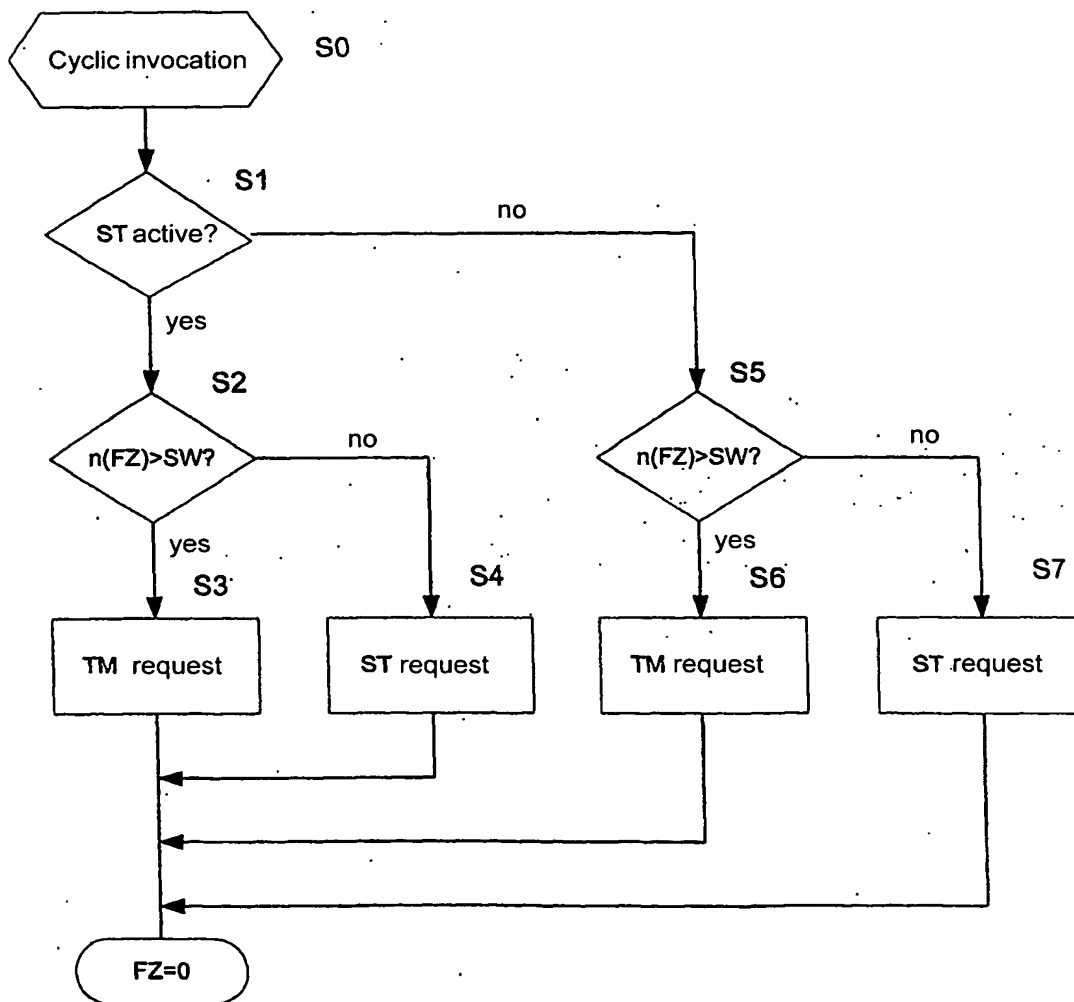 Cyclic invocation
S0
S1
ST active?
no
yes
S2
S5
n(FZ)>SW?
no
n(FZ)>SW?
no
yes
yes
S3
S4
S6
S7
TM request
ST request
TM request
ST request
FZ=0